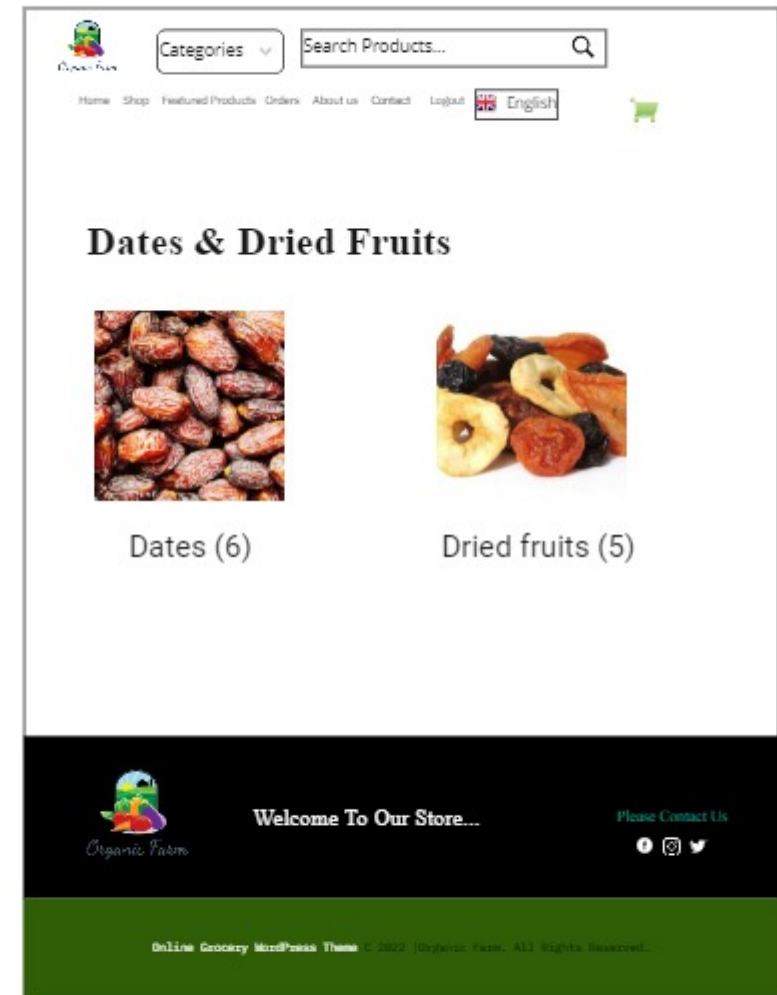 Organic Farm
Categories
Search Products...
Home Shop Featured Products Orders About us Contact Logout English
Dates & Dried Fruits
Dates (6) Dried fruits (5)
Welcome To Our Store...
Please Contact Us
Organic Farm
Online Grocery WordPress Theme C 2022 |Organic Farm. All Rights Reserved.